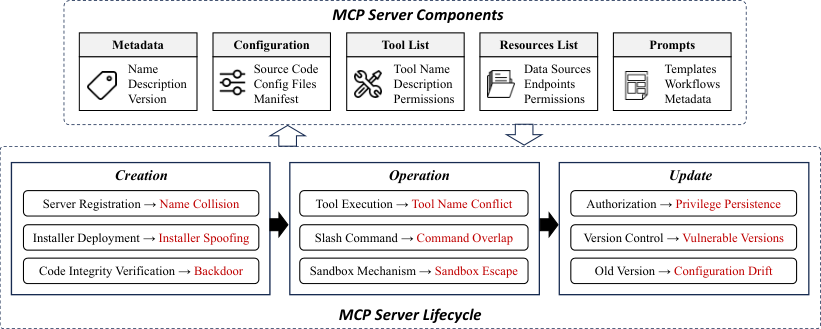 MCP Server Components
Metadata
Name
Description
Version
Configuration
Source Code
Config Files
Manifest
Tool List
Tool Name
Description
Permissions
Resources List
Data Sources
Endpoints
Permissions
Prompts
Templates
Workflows
Metadata
Creation
Server Registration → Name Collision
Installer Deployment → Installer Spoofing
Code Integrity Verification → Backdoor
Operation
Tool Execution → Tool Name Conflict
Slash Command → Command Overlap
Sandbox Mechanism → Sandbox Escape
Update
Authorization → Privilege Persistence
Version Control → Vulnerable Versions
Old Version → Configuration Drift
MCP Server Lifecycle